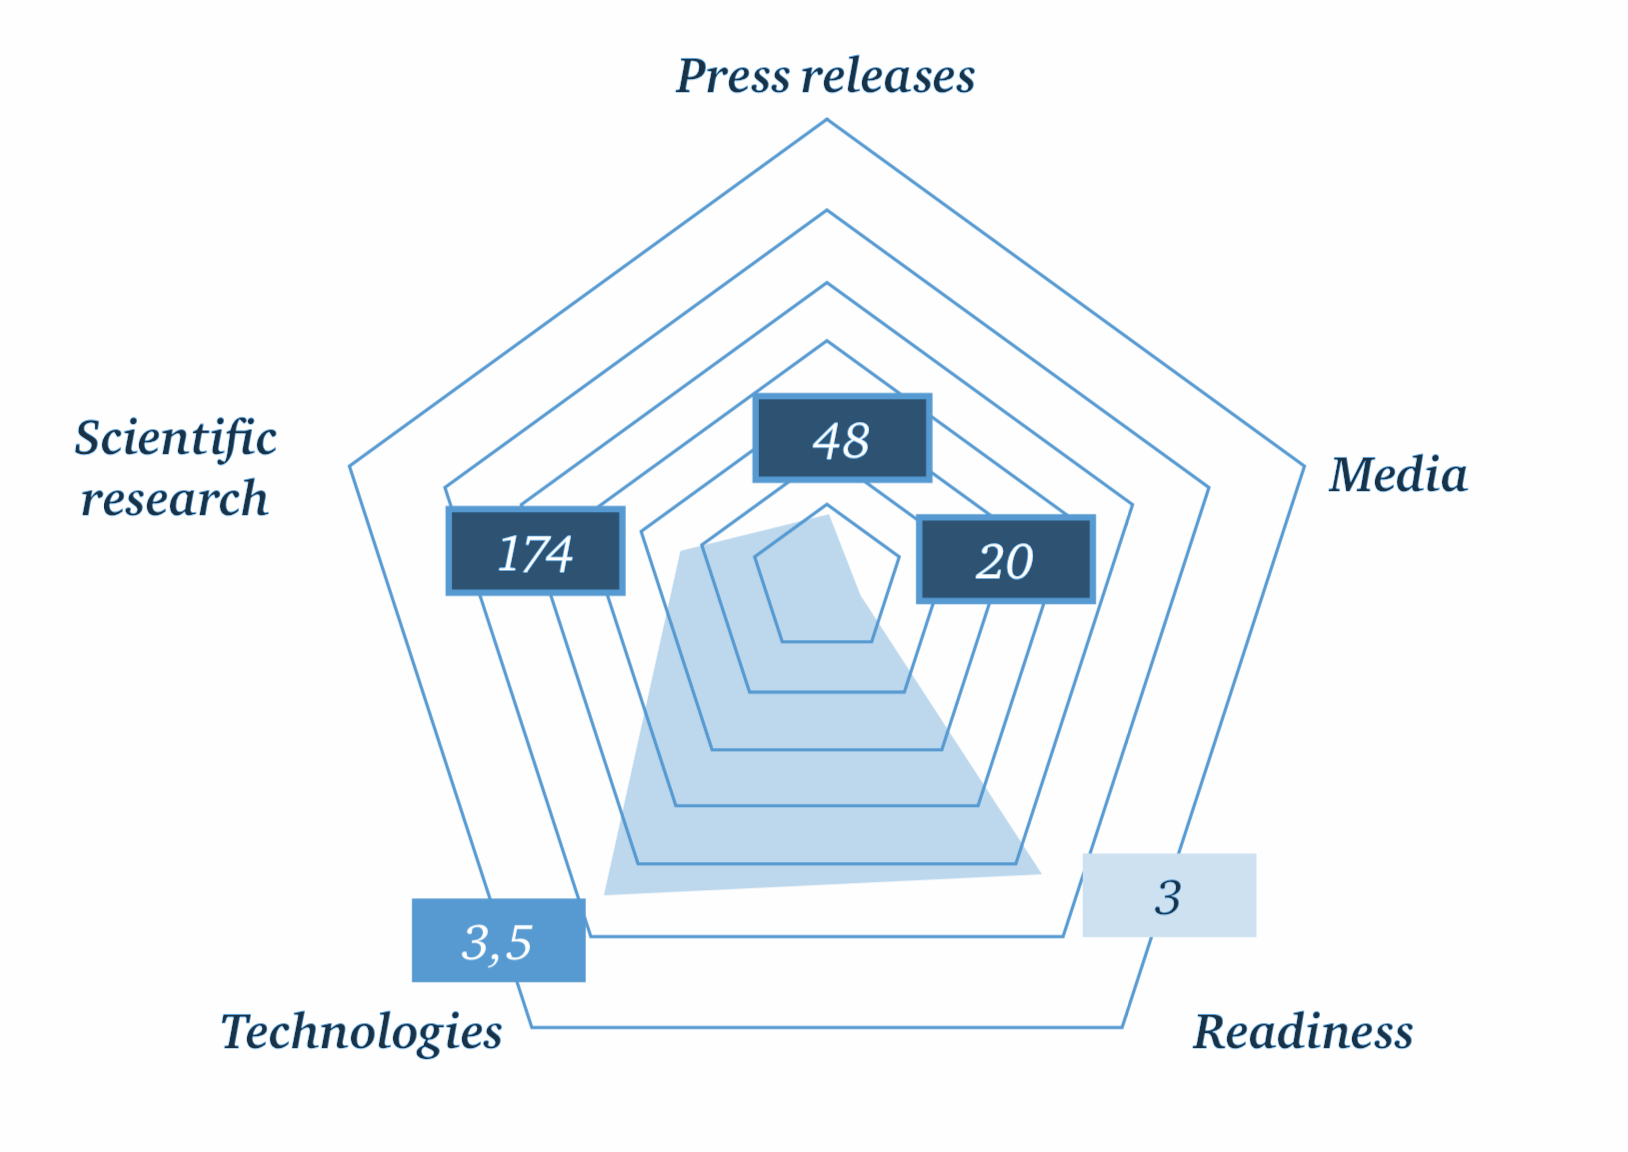 Press releases
Scientific
research
48
Media
174
20
3,5
3
Technologies
Readiness